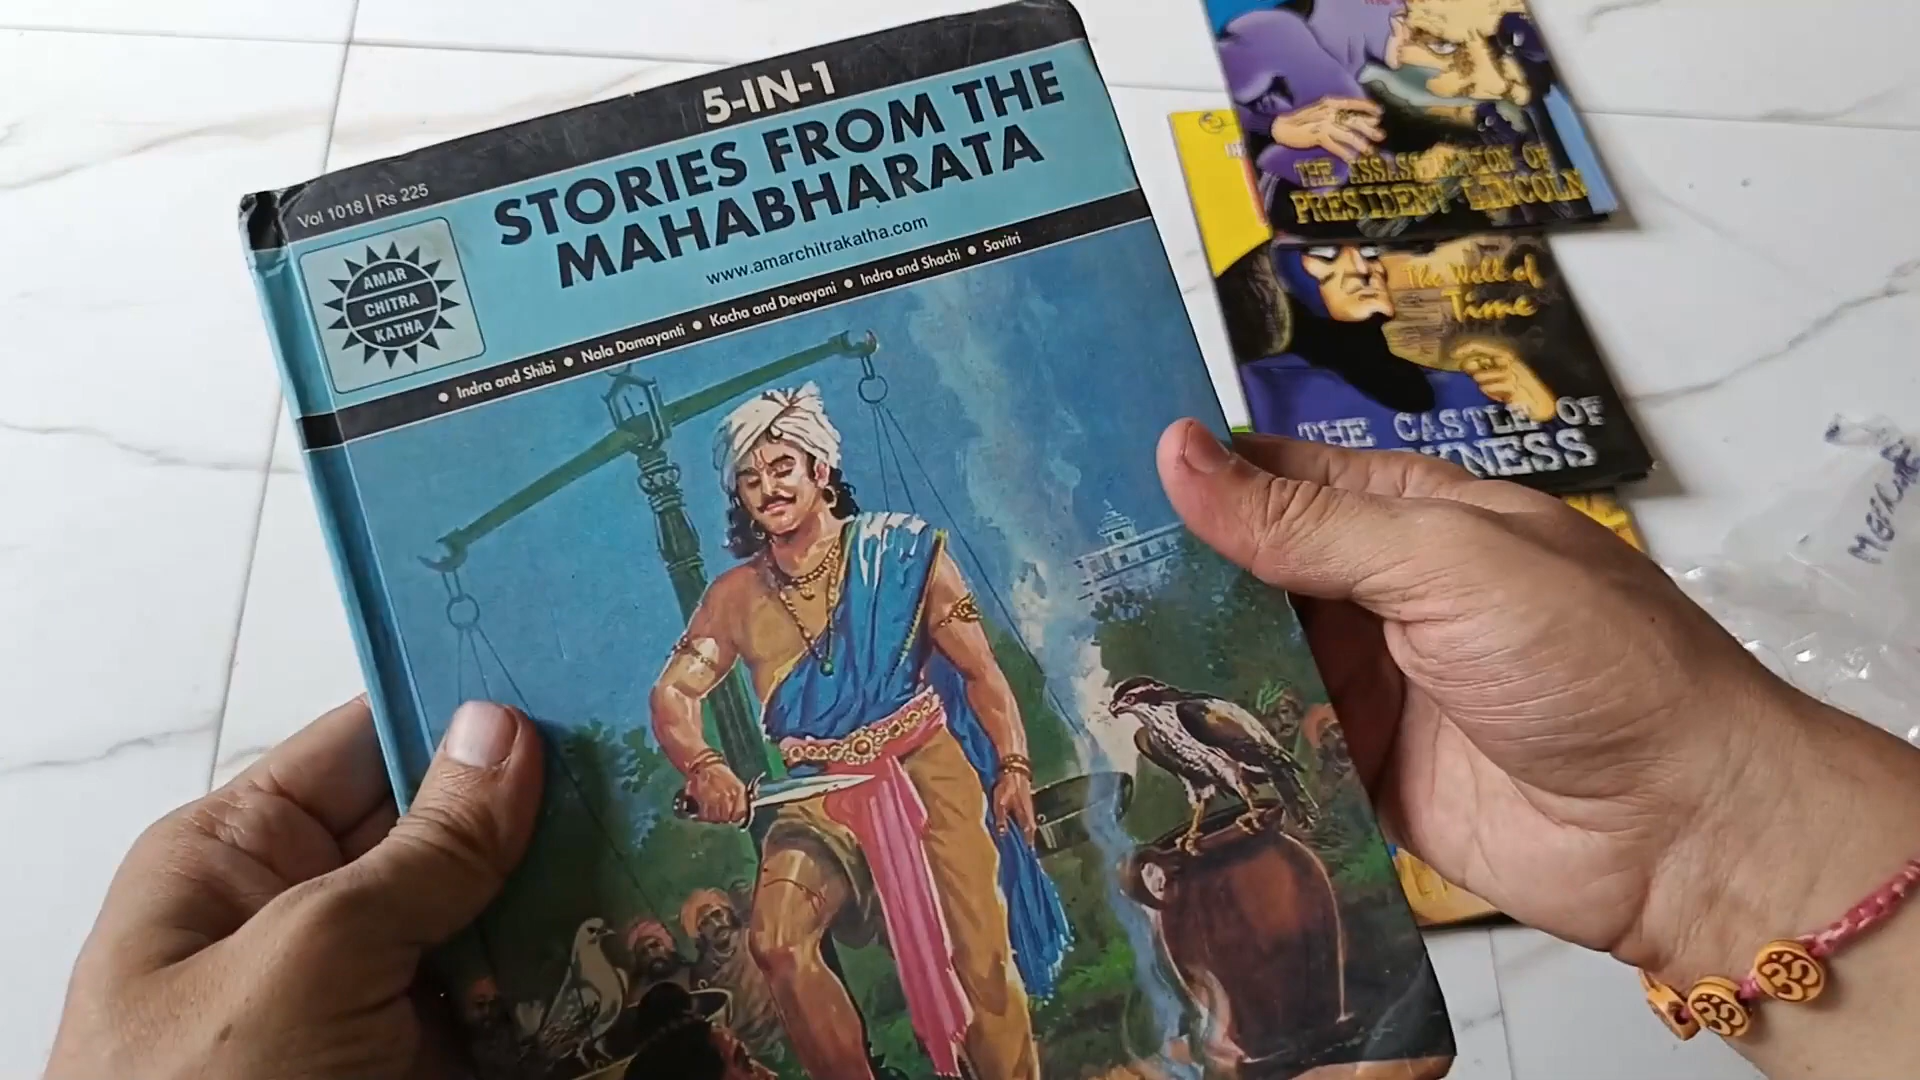 5-IN-1
Vol 1018 | Rs 225
STORIES FROM THE
MAHABHARATA
www.amarchitrakatha.com
AMAR
CHITRA
KATHA
• Indra and Shibi • Nala Damayanti • Kacha and Devayani • Indra and Shachi • Savitri
THE ASSASSINATION OF
PRESIDENT LINCOLN
The Well of
Time
THE CASTLE OF
ॐ
ॐ